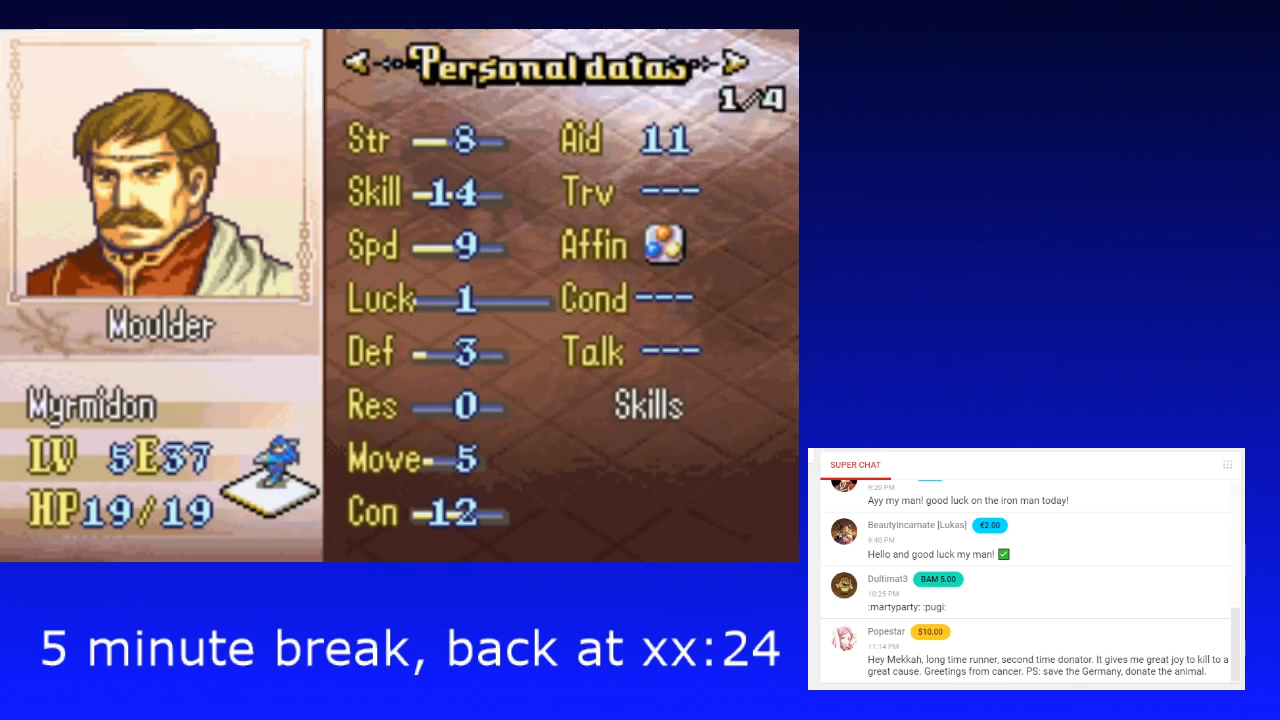 Personal data
1/4
Str 8 Aid 11
Skill 14 Trv ---
Spd 9 Affin
Luck 1 Cond ---
Def 3 Talk ---
Res 0 Skills
Move 5
Con 12
Moulder
Myrmidon
LV 5 E 37
HP 19/19
5 minute break, back at xx:24
SUPER CHAT
9:20 PM
Ayy my man! good luck on the iron man today!
BeautyIncarnate [Lukas] €2.00
9:40 PM
Hello and good luck my man! ✅
Dultimat3 BAM 5.00
10:25 PM
:martyparty: :pugi:
Popestar $10.00
11:14 PM
Hey Mekkah, long time runner, second time donator. It gives me great joy to kill to a
great cause. Greetings from cancer. PS: save the Germany, donate the animal.